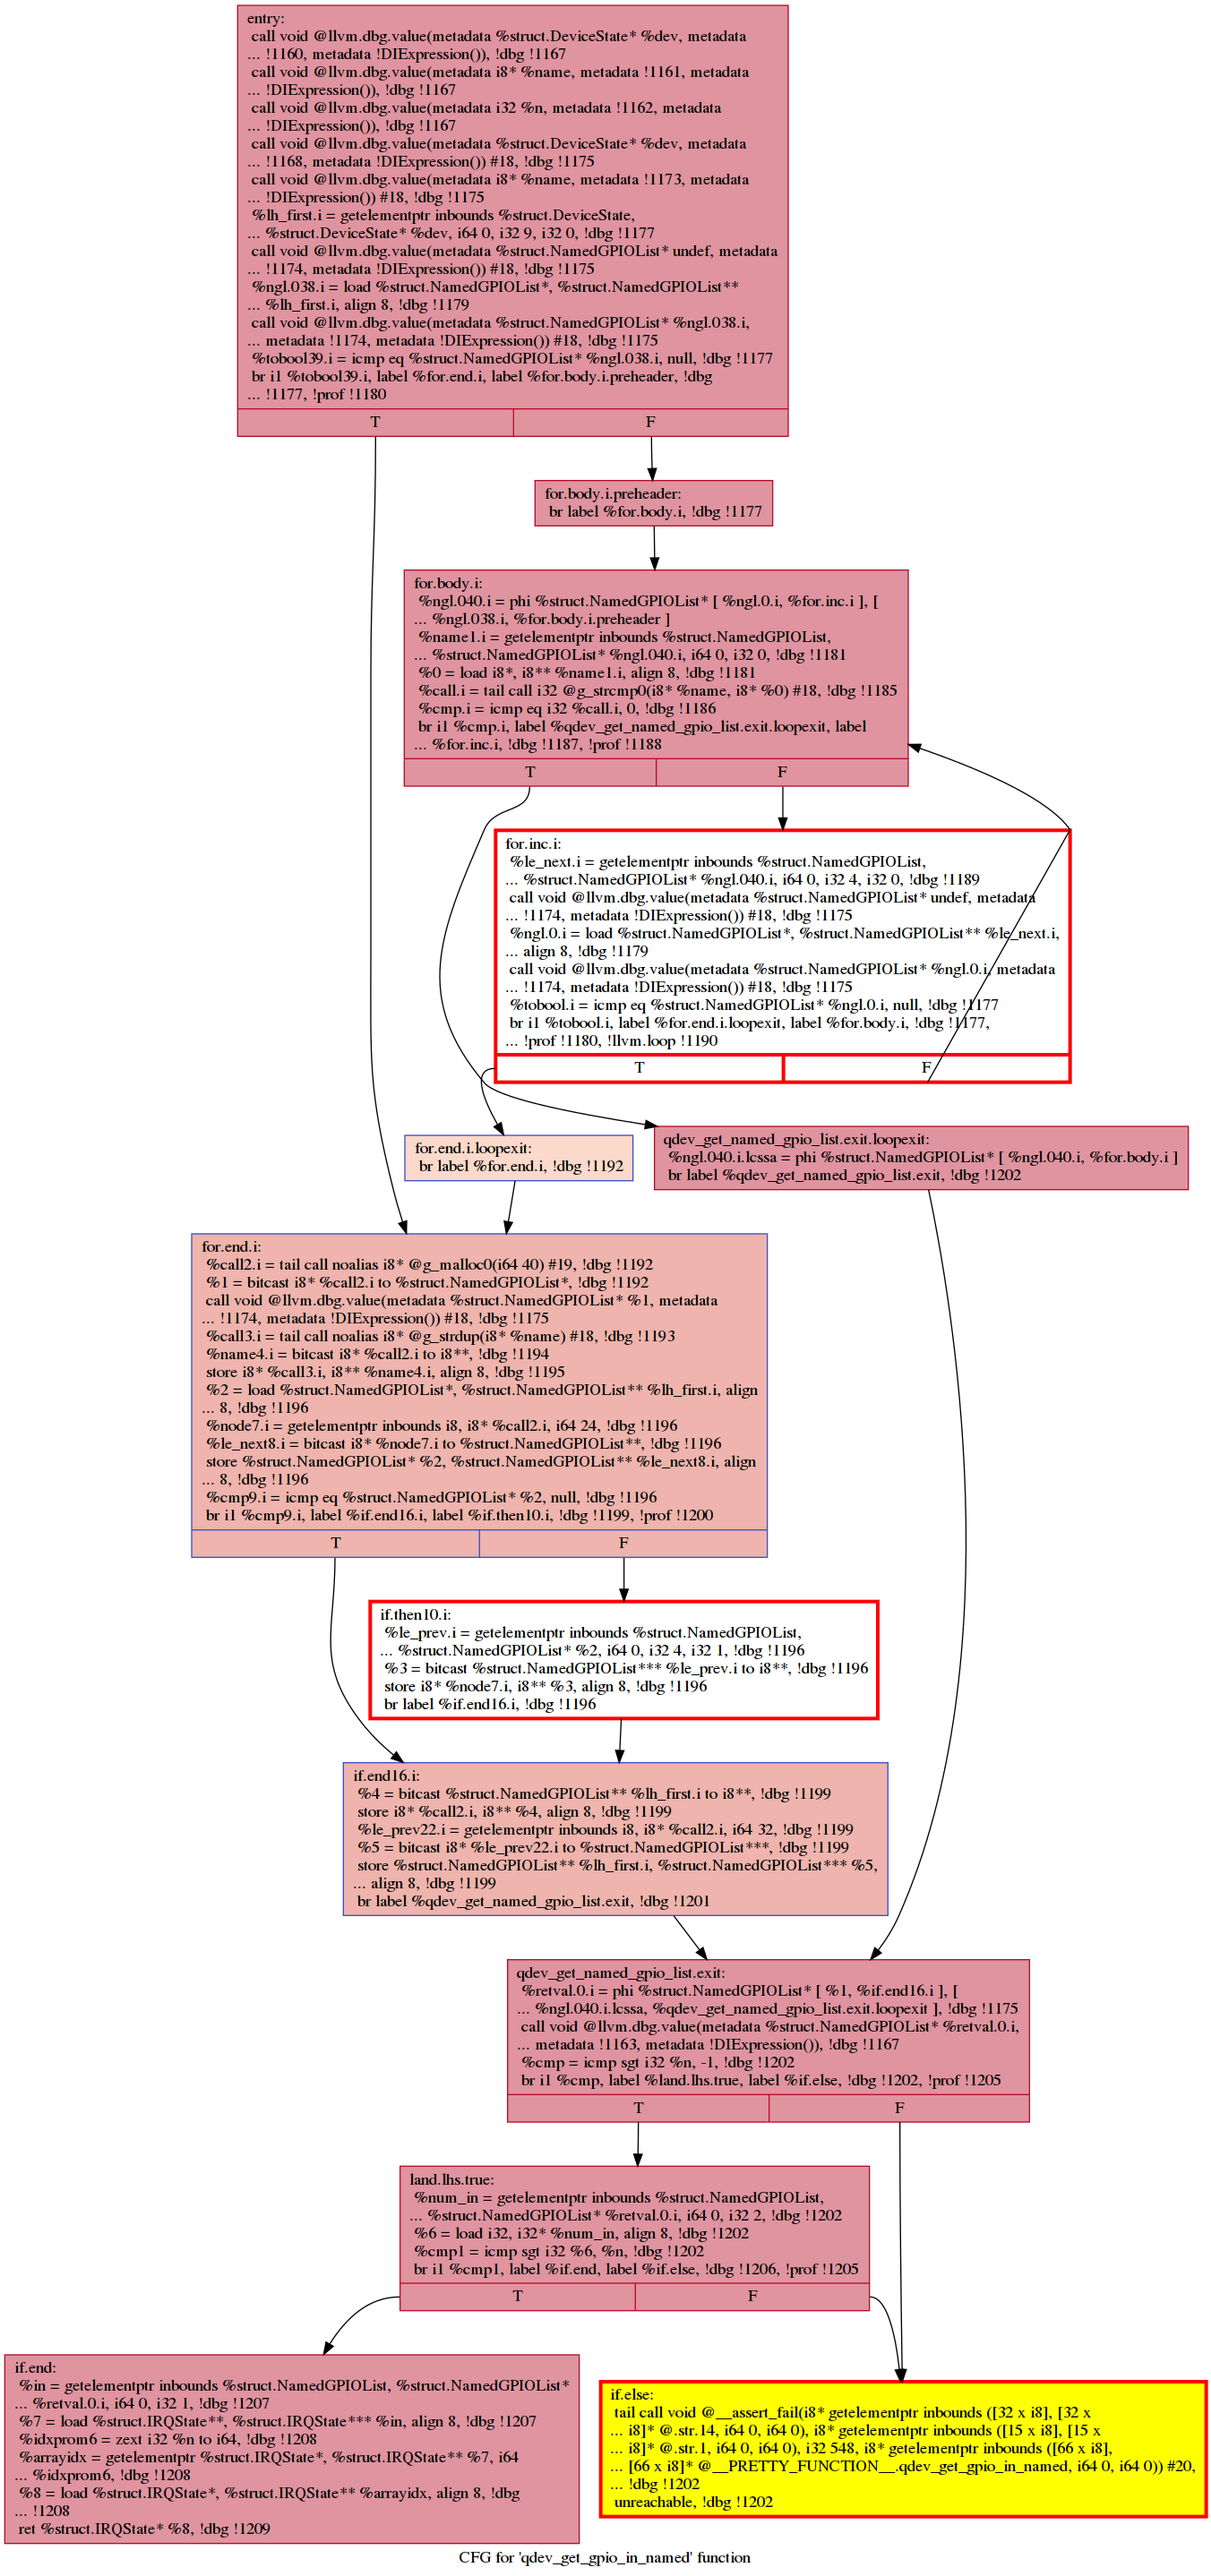 entry:
call void @llvm.dbg.value(metadata %struct.DeviceState* %dev, metadata
... !1160, metadata !DIExpression()), !dbg !1167
call void @llvm.dbg.value(metadata i8* %name, metadata !1161, metadata
... !DIExpression()), !dbg !1167
call void @llvm.dbg.value(metadata i32 %n, metadata !1162, metadata
... !DIExpression()), !dbg !1167
call void @llvm.dbg.value(metadata %struct.DeviceState* %dev, metadata
... !1168, metadata !DIExpression()) #18, !dbg !1175
call void @llvm.dbg.value(metadata i8* %name, metadata !1173, metadata
... !DIExpression()) #18, !dbg !1175
%lh_first.i = getelementptr inbounds %struct.DeviceState,
... %struct.DeviceState* %dev, i64 0, i32 9, i32 0, !dbg !1177
call void @llvm.dbg.value(metadata %struct.NamedGPIOList* undef, metadata
... !1174, metadata !DIExpression()) #18, !dbg !1175
%ngl.038.i = load %struct.NamedGPIOList*, %struct.NamedGPIOList**
... %lh_first.i, align 8, !dbg !1179
call void @llvm.dbg.value(metadata %struct.NamedGPIOList* %ngl.038.i,
... metadata !1174, metadata !DIExpression()) #18, !dbg !1175
%tobool39.i = icmp eq %struct.NamedGPIOList* %ngl.038.i, null, !dbg !1177
br i1 %tobool39.i, label %for.end.i, label %for.body.i.preheader, !dbg
... !1177, !prof !1180
T F
for.body.i.preheader:
br label %for.body.i, !dbg !1177
for.body.i:
%ngl.040.i = phi %struct.NamedGPIOList* [ %ngl.0.i, %for.inc.i ], [
... %ngl.038.i, %for.body.i.preheader ]
%name1.i = getelementptr inbounds %struct.NamedGPIOList,
... %struct.NamedGPIOList* %ngl.040.i, i64 0, i32 0, !dbg !1181
%0 = load i8*, i8** %name1.i, align 8, !dbg !1181
%call.i = tail call i32 @g_strcmp0(i8* %name, i8* %0) #18, !dbg !1185
%cmp.i = icmp eq i32 %call.i, 0, !dbg !1186
br i1 %cmp.i, label %qdev_get_named_gpio_list.exit.loopexit, label
... %for.inc.i, !dbg !1187, !prof !1188
T F
for.inc.i:
%le_next.i = getelementptr inbounds %struct.NamedGPIOList,
... %struct.NamedGPIOList* %ngl.040.i, i64 0, i32 4, i32 0, !dbg !1189
call void @llvm.dbg.value(metadata %struct.NamedGPIOList* undef, metadata
... !1174, metadata !DIExpression()) #18, !dbg !1175
%ngl.0.i = load %struct.NamedGPIOList*, %struct.NamedGPIOList** %le_next.i,
... align 8, !dbg !1179
call void @llvm.dbg.value(metadata %struct.NamedGPIOList* %ngl.0.i, metadata
... !1174, metadata !DIExpression()) #18, !dbg !1175
%tobool.i = icmp eq %struct.NamedGPIOList* %ngl.0.i, null, !dbg !1177
br i1 %tobool.i, label %for.end.i.loopexit, label %for.body.i, !dbg !1177,
... !prof !1180, !llvm.loop !1190
T F
for.end.i.loopexit:
br label %for.end.i, !dbg !1192
qdev_get_named_gpio_list.exit.loopexit:
%ngl.040.i.lcssa = phi %struct.NamedGPIOList* [ %ngl.040.i, %for.body.i ]
br label %qdev_get_named_gpio_list.exit, !dbg !1202
for.end.i:
%call2.i = tail call noalias i8* @g_malloc0(i64 40) #19, !dbg !1192
%1 = bitcast i8* %call2.i to %struct.NamedGPIOList*, !dbg !1192
call void @llvm.dbg.value(metadata %struct.NamedGPIOList* %1, metadata
... !1174, metadata !DIExpression()) #18, !dbg !1175
%call3.i = tail call noalias i8* @g_strdup(i8* %name) #18, !dbg !1193
%name4.i = bitcast i8* %call2.i to i8**, !dbg !1194
store i8* %call3.i, i8** %name4.i, align 8, !dbg !1195
%2 = load %struct.NamedGPIOList*, %struct.NamedGPIOList** %lh_first.i, align
... 8, !dbg !1196
%node7.i = getelementptr inbounds i8, i8* %call2.i, i64 24, !dbg !1196
%le_next8.i = bitcast i8* %node7.i to %struct.NamedGPIOList**, !dbg !1196
store %struct.NamedGPIOList* %2, %struct.NamedGPIOList** %le_next8.i, align
... 8, !dbg !1196
%cmp9.i = icmp eq %struct.NamedGPIOList* %2, null, !dbg !1196
br i1 %cmp9.i, label %if.end16.i, label %if.then10.i, !dbg !1199, !prof !1200
T F
if.then10.i:
%le_prev.i = getelementptr inbounds %struct.NamedGPIOList,
... %struct.NamedGPIOList* %2, i64 0, i32 4, i32 1, !dbg !1196
%3 = bitcast %struct.NamedGPIOList*** %le_prev.i to i8**, !dbg !1196
store i8* %node7.i, i8** %3, align 8, !dbg !1196
br label %if.end16.i, !dbg !1196
if.end16.i:
%4 = bitcast %struct.NamedGPIOList** %lh_first.i to i8**, !dbg !1199
store i8* %call2.i, i8** %4, align 8, !dbg !1199
%le_prev22.i = getelementptr inbounds i8, i8* %call2.i, i64 32, !dbg !1199
%5 = bitcast i8* %le_prev22.i to %struct.NamedGPIOList***, !dbg !1199
store %struct.NamedGPIOList** %lh_first.i, %struct.NamedGPIOList*** %5,
... align 8, !dbg !1199
br label %qdev_get_named_gpio_list.exit, !dbg !1201
qdev_get_named_gpio_list.exit:
%retval.0.i = phi %struct.NamedGPIOList* [ %1, %if.end16.i ], [
... %ngl.040.i.lcssa, %qdev_get_named_gpio_list.exit.loopexit ], !dbg !1175
call void @llvm.dbg.value(metadata %struct.NamedGPIOList* %retval.0.i,
... metadata !1163, metadata !DIExpression()), !dbg !1167
%cmp = icmp sgt i32 %n, -1, !dbg !1202
br i1 %cmp, label %land.lhs.true, label %if.else, !dbg !1202, !prof !1205
T F
land.lhs.true:
%num_in = getelementptr inbounds %struct.NamedGPIOList,
... %struct.NamedGPIOList* %retval.0.i, i64 0, i32 2, !dbg !1202
%6 = load i32, i32* %num_in, align 8, !dbg !1202
%cmp1 = icmp sgt i32 %6, %n, !dbg !1202
br i1 %cmp1, label %if.end, label %if.else, !dbg !1206, !prof !1205
T F
if.end:
%in = getelementptr inbounds %struct.NamedGPIOList, %struct.NamedGPIOList*
... %retval.0.i, i64 0, i32 1, !dbg !1207
%7 = load %struct.IRQState**, %struct.IRQState*** %in, align 8, !dbg !1207
%idxprom6 = zext i32 %n to i64, !dbg !1208
%arrayidx = getelementptr %struct.IRQState*, %struct.IRQState** %7, i64
... %idxprom6, !dbg !1208
%8 = load %struct.IRQState*, %struct.IRQState** %arrayidx, align 8, !dbg
... !1208
ret %struct.IRQState* %8, !dbg !1209
if.else:
tail call void @__assert_fail(i8* getelementptr inbounds ([32 x i8], [32 x
... i8]* @.str.14, i64 0, i64 0), i8* getelementptr inbounds ([15 x i8], [15 x
... i8]* @.str.1, i64 0, i64 0), i32 548, i8* getelementptr inbounds ([66 x i8],
... [66 x i8]* @__PRETTY_FUNCTION__.qdev_get_gpio_in_named, i64 0, i64 0)) #20,
... !dbg !1202
unreachable, !dbg !1202
CFG for 'qdev_get_gpio_in_named' function